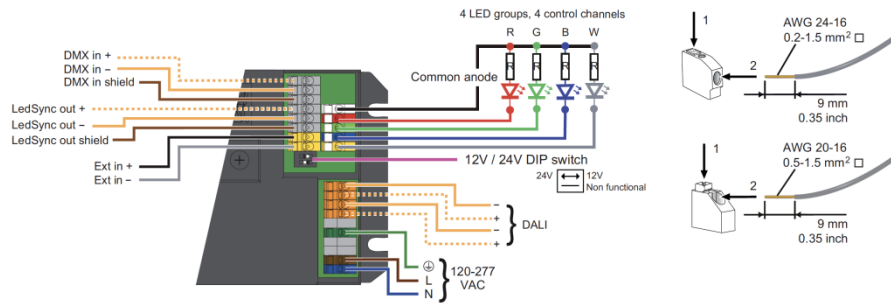 4 LED groups, 4 control channels
R G B W
R R R R
Common anode
DMX in +
DMX in –
DMX in shield
LedSync out +
LedSync out –
LedSync out shield
Ext in +
Ext in –
12V / 24V DIP switch
24V 12V
Non functional
–
+
–
+
DALI
L
N
120-277
VAC
1
2
AWG 24-16
0.2-1.5 mm²
9 mm
0.35 inch
1
2
AWG 20-16
0.5-1.5 mm²
9 mm
0.35 inch